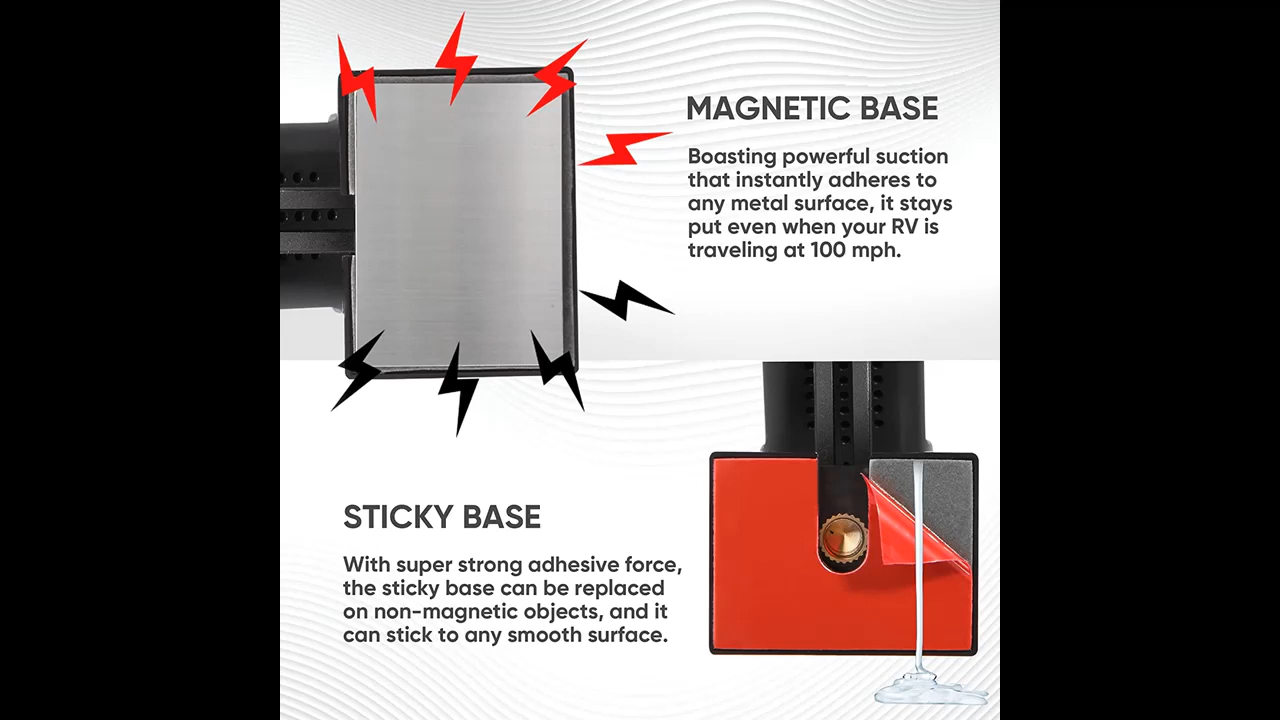 MAGNETIC BASE
Boasting powerful suction
that instantly adheres to
any metal surface, it stays
put even when your RV is
traveling at 100 mph.
STICKY BASE
With super strong adhesive force,
the sticky base can be replaced
on non-magnetic objects, and it
can stick to any smooth surface.